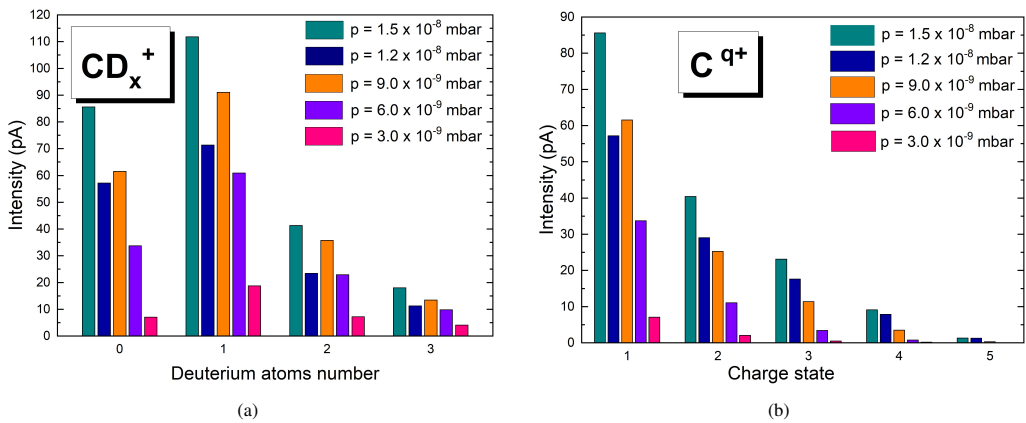 CDx+
p = 1.5 x 10-8 mbar
p = 1.2 x 10-8 mbar
p = 9.0 x 10-9 mbar
p = 6.0 x 10-9 mbar
p = 3.0 x 10-9 mbar
Intensity (pA)
120
110
100
90
80
70
60
50
40
30
20
10
0
0 1 2 3
Deuterium atoms number
(a)
C q+
p = 1.5 x 10-8 mbar
p = 1.2 x 10-8 mbar
p = 9.0 x 10-9 mbar
p = 6.0 x 10-9 mbar
p = 3.0 x 10-9 mbar
Intensity (pA)
90
80
70
60
50
40
30
20
10
0
1 2 3 4 5
Charge state
(b)